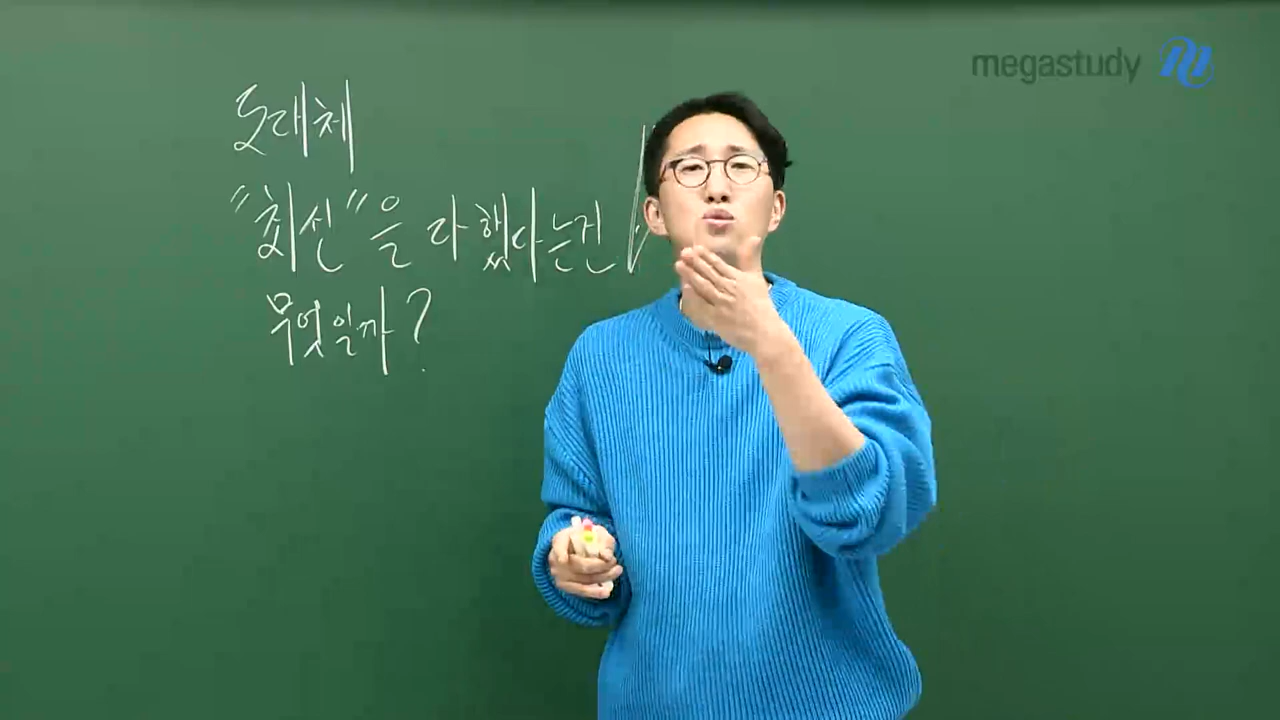 도대체
"최선"을 다했다는건
무엇일까?
megastudy